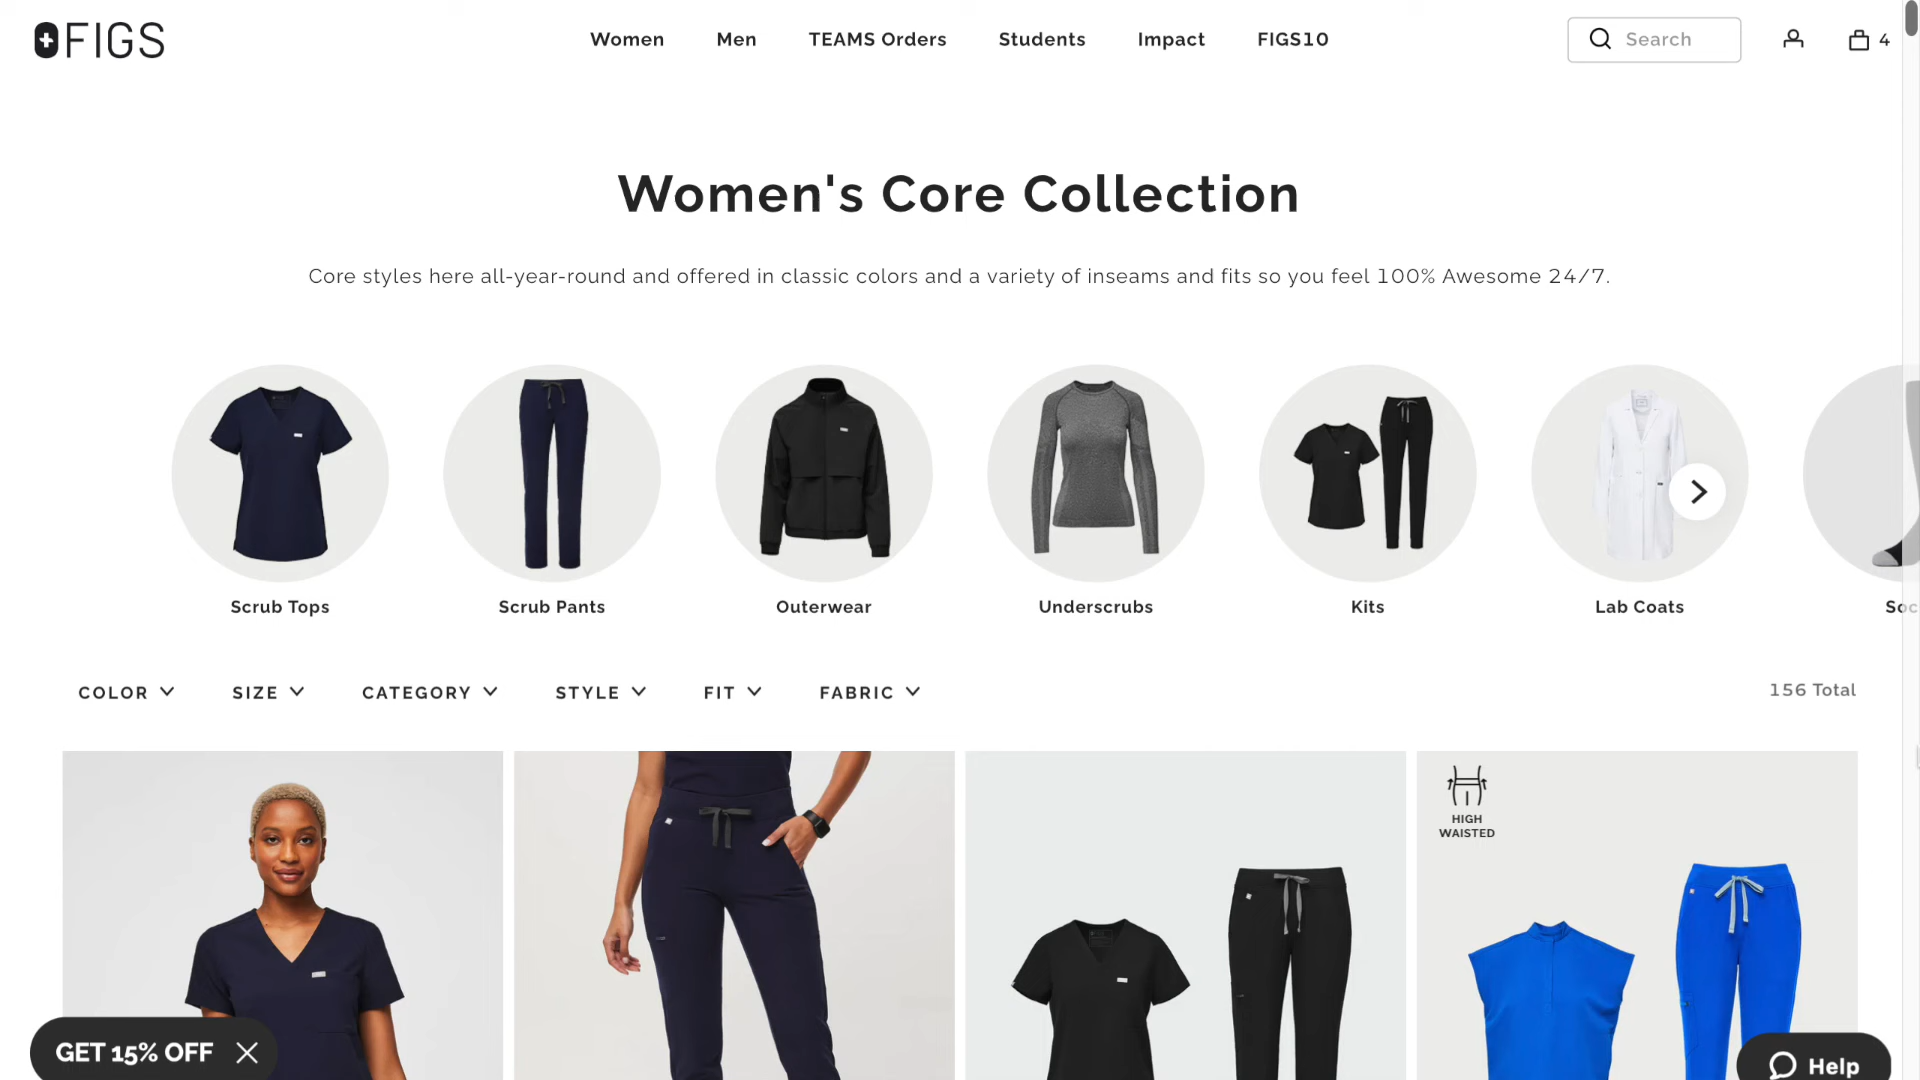 FIGS
Women
Men
TEAMS Orders
Students
Impact
FIGS10
Search
4
Women's Core Collection
Core styles here all-year-round and offered in classic colors and a variety of inseams and fits so you feel 100% Awesome 24/7.
Scrub Tops
Scrub Pants
Outerwear
Underscrubs
Kits
Lab Coats
Soc
COLOR
SIZE
CATEGORY
STYLE
FIT
FABRIC
156 Total
HIGH
WAISTED
GET 15% OFF
Help